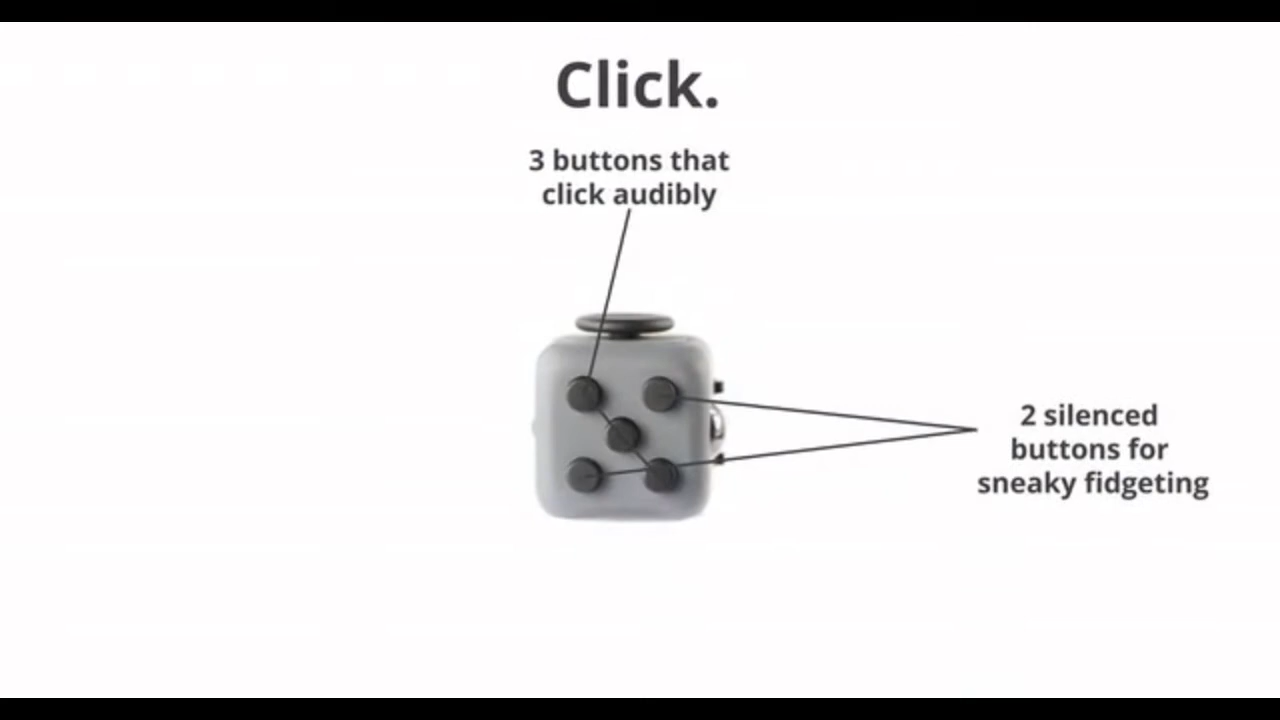 Click.
3 buttons that
click audibly
2 silenced
buttons for
sneaky fidgeting